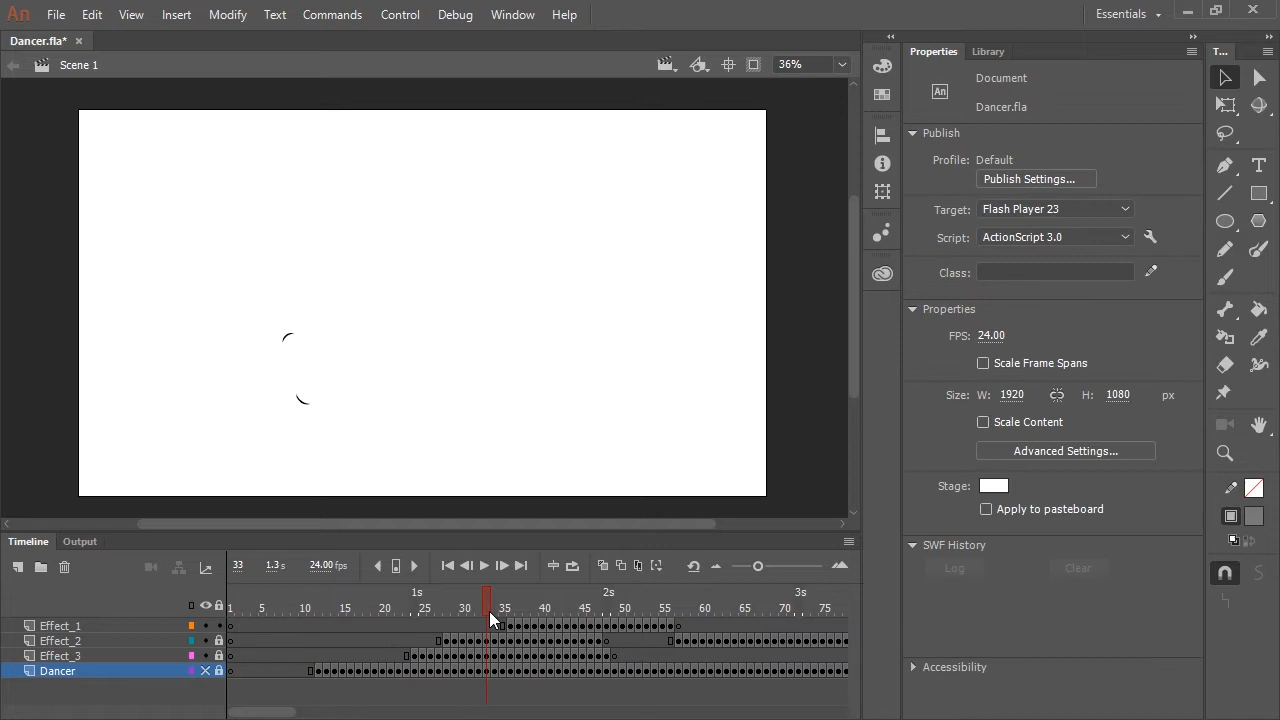 An File Edit View Insert Modify Text Commands Control Debug Window Help Essentials
Dancer.fla*
Scene 1 36%
Properties Library T...
Document
Dancer.fla
Publish
Profile: Default
Publish Settings...
Target: Flash Player 23
Script: ActionScript 3.0
Class:
Properties
FPS: 24.00
Scale Frame Spans
Size: W: 1920 H: 1080 px
Scale Content
Advanced Settings...
Stage:
Apply to pasteboard
SWF History
Log Clear
Accessibility
Timeline Output
33 1.3 s 24.00 fps
1s 2s 3s
1 5 10 15 20 25 30 35 40 45 50 55 60 65 70 75
Effect_1
Effect_2
Effect_3
Dancer